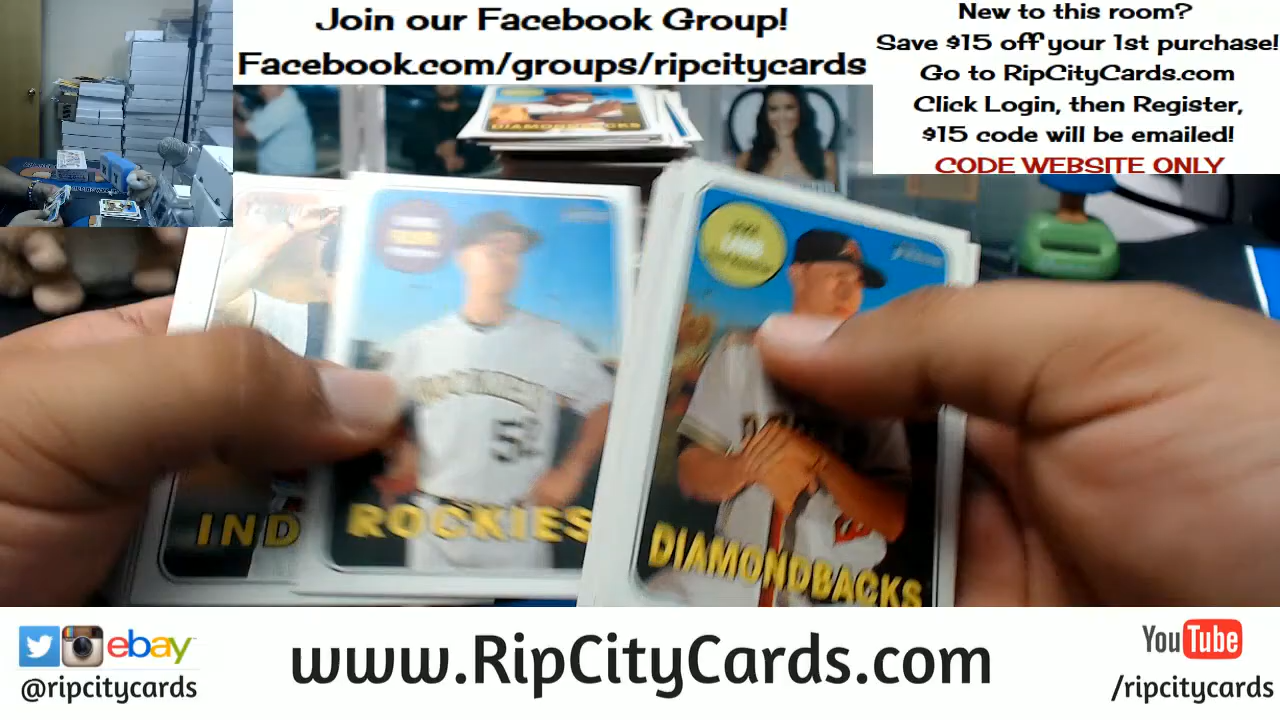 Join our Facebook Group!
Facebook.com/groups/ripcitycards
New to this room?
Save $15 off your 1st purchase!
Go to RipCityCards.com
Click Login, then Register,
$15 code will be emailed!
CODE WEBSITE ONLY
DIAMONDBACKS
IND
ROCKIES
DIAMONDBACKS
ebay
@ripcitycards
www.RipCityCards.com
YouTube
/ripcitycards